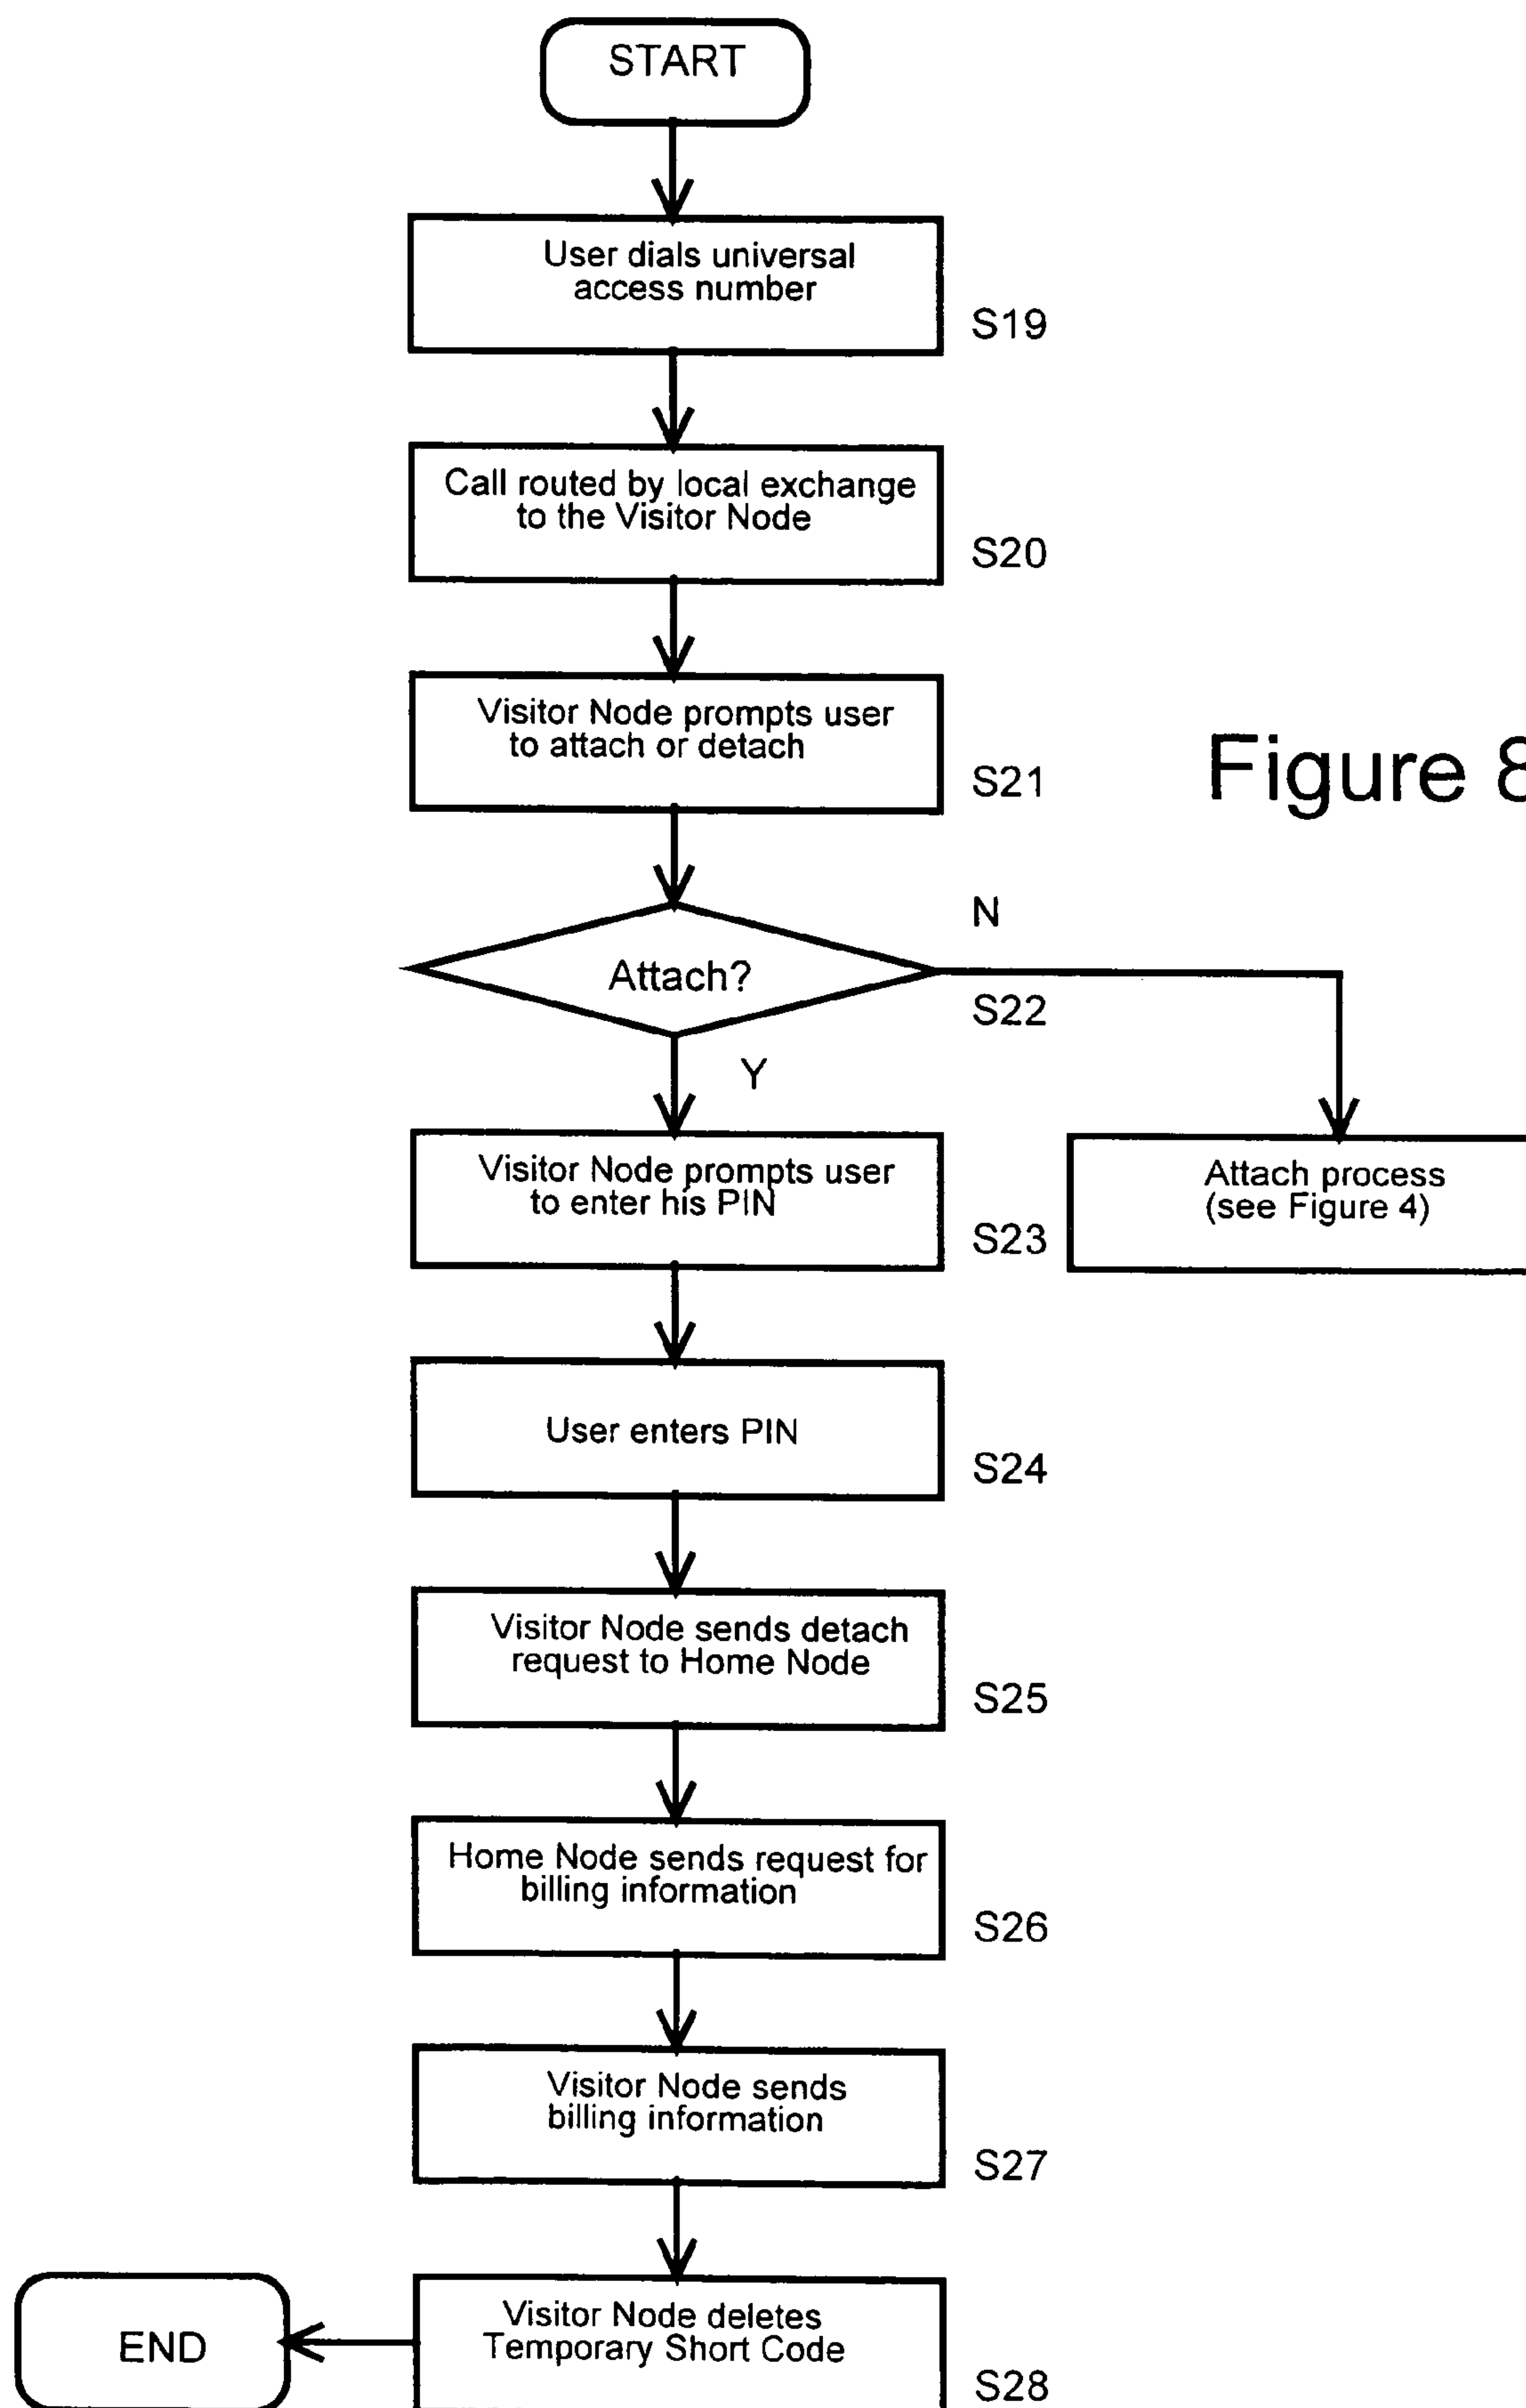 START
User dials universal
access number
S19
Call routed by local exchange
to the Visitor Node
S20
Visitor Node prompts user
to attach or detach
S21
Figure 8
Attach?
N
S22
Y
Visitor Node prompts user
to enter his PIN
S23
Attach process
(see Figure 4)
User enters PIN
S24
Visitor Node sends detach
request to Home Node
S25
Home Node sends request for
billing information
S26
Visitor Node sends
billing information
S27
Visitor Node deletes
Temporary Short Code
S28
END